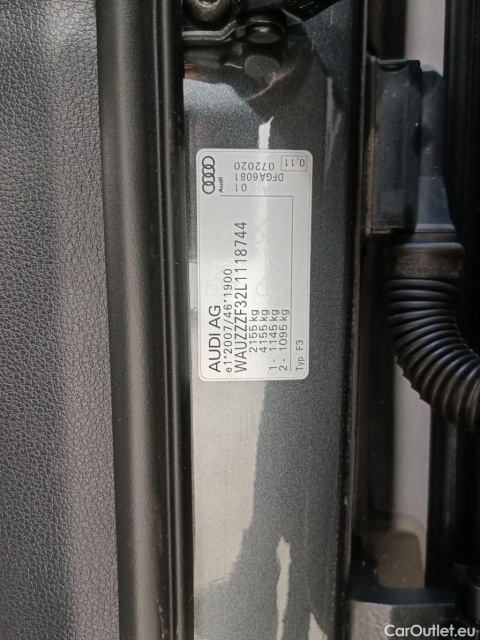 AUDI AG
e1*2007/46*1900
WAUZZZF32L1118744
2155 kg
4155 kg
1 - 1145 kg
2 - 1095 kg
Typ F3
Audi
01
DFGA6081
072020
0.11
CarOutlet.eu